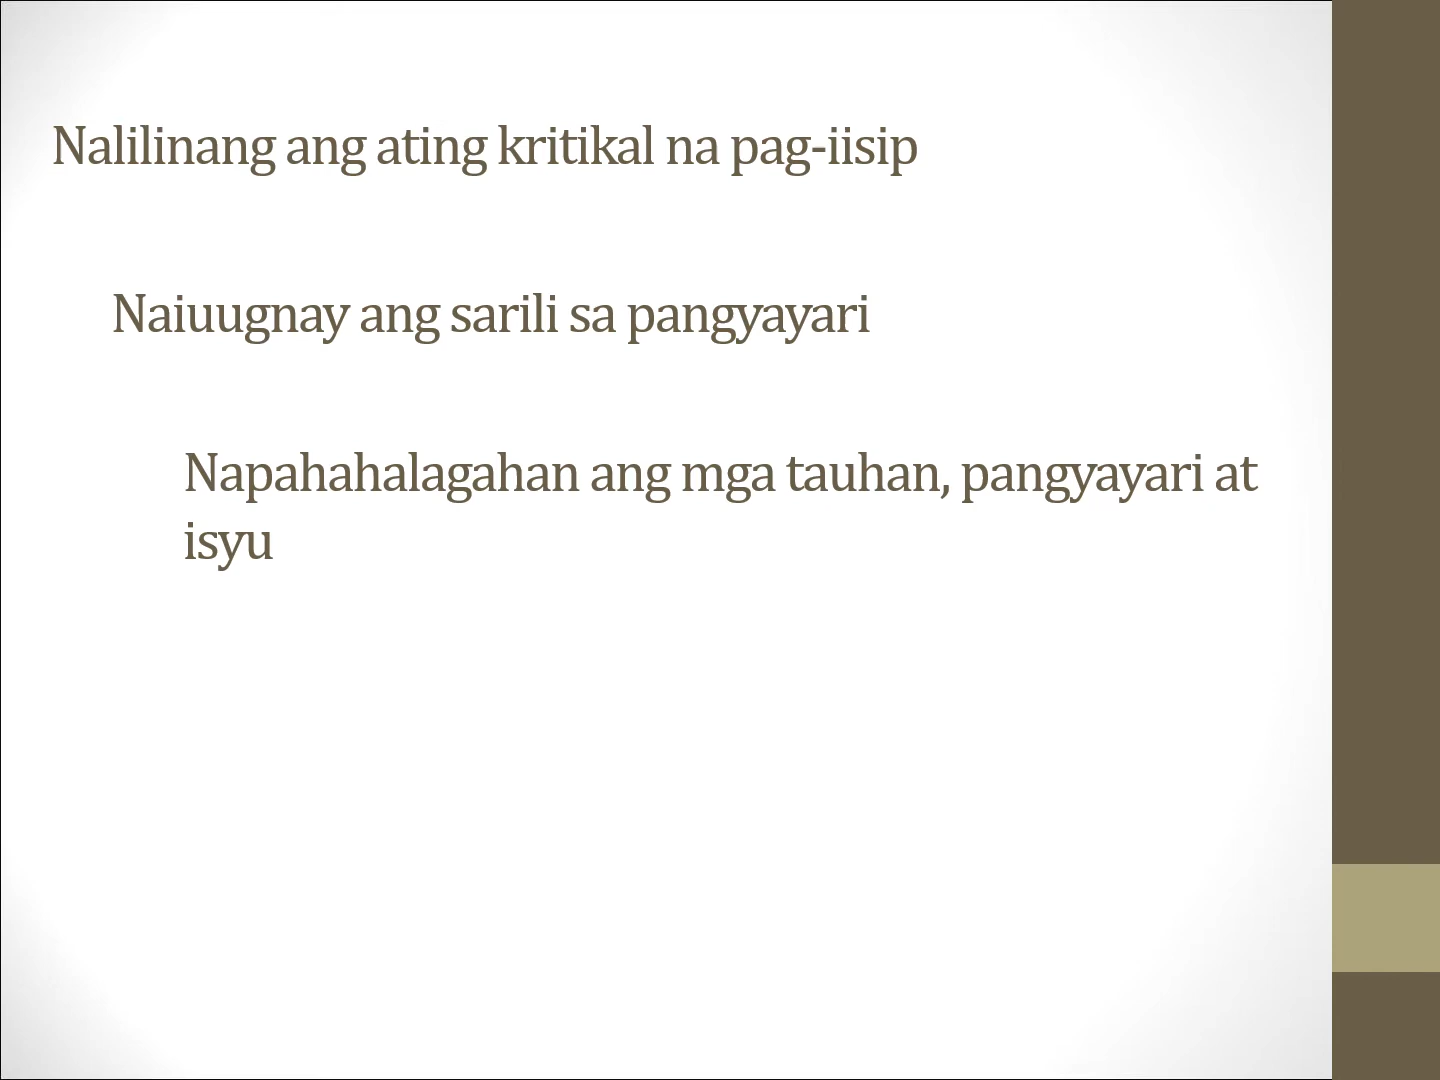 Nalilinang ang ating kritikal na pag-iisip
Naiuugnay ang sarili sa pangyayari
Napahahalagahan ang mga tauhan, pangyayari at
isyu